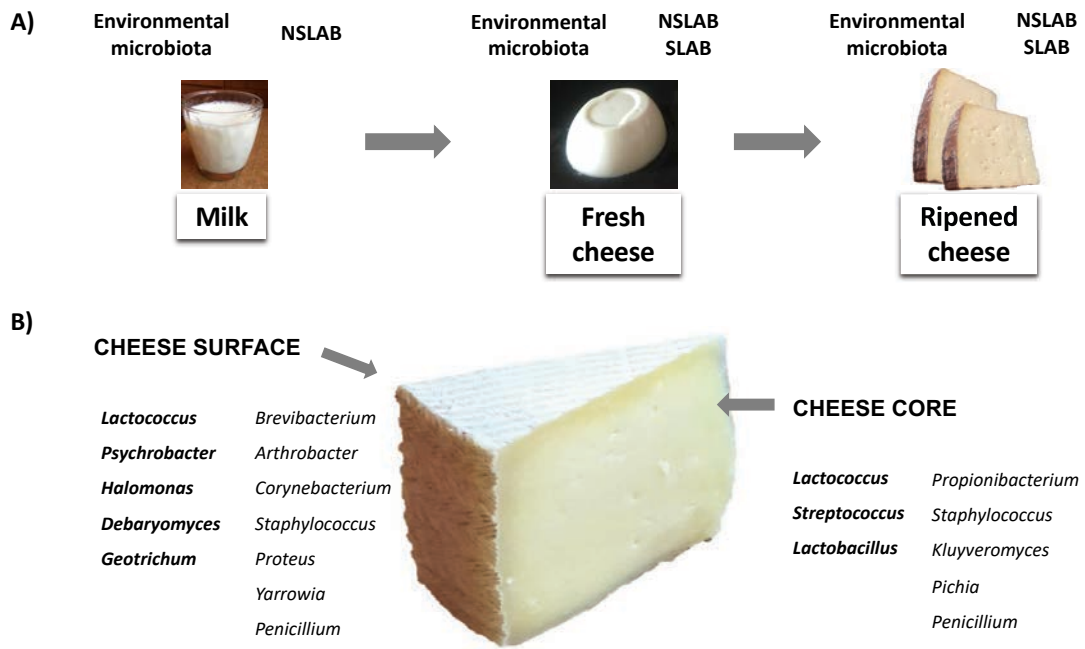 A)
Environmental
microbiota
NSLAB
Environmental
microbiota
NSLAB
SLAB
Environmental
microbiota
NSLAB
SLAB
Milk
Fresh
cheese
Ripened
cheese
B)
CHEESE SURFACE
Lactococcus
Psychrobacter
Halomonas
Debaryomyces
Geotrichum
Brevibacterium
Arthrobacter
Corynebacterium
Staphylococcus
Proteus
Yarrowia
Penicillium
CHEESE CORE
Lactococcus
Streptococcus
Lactobacillus
Propionibacterium
Staphylococcus
Kluyveromyces
Pichia
Penicillium